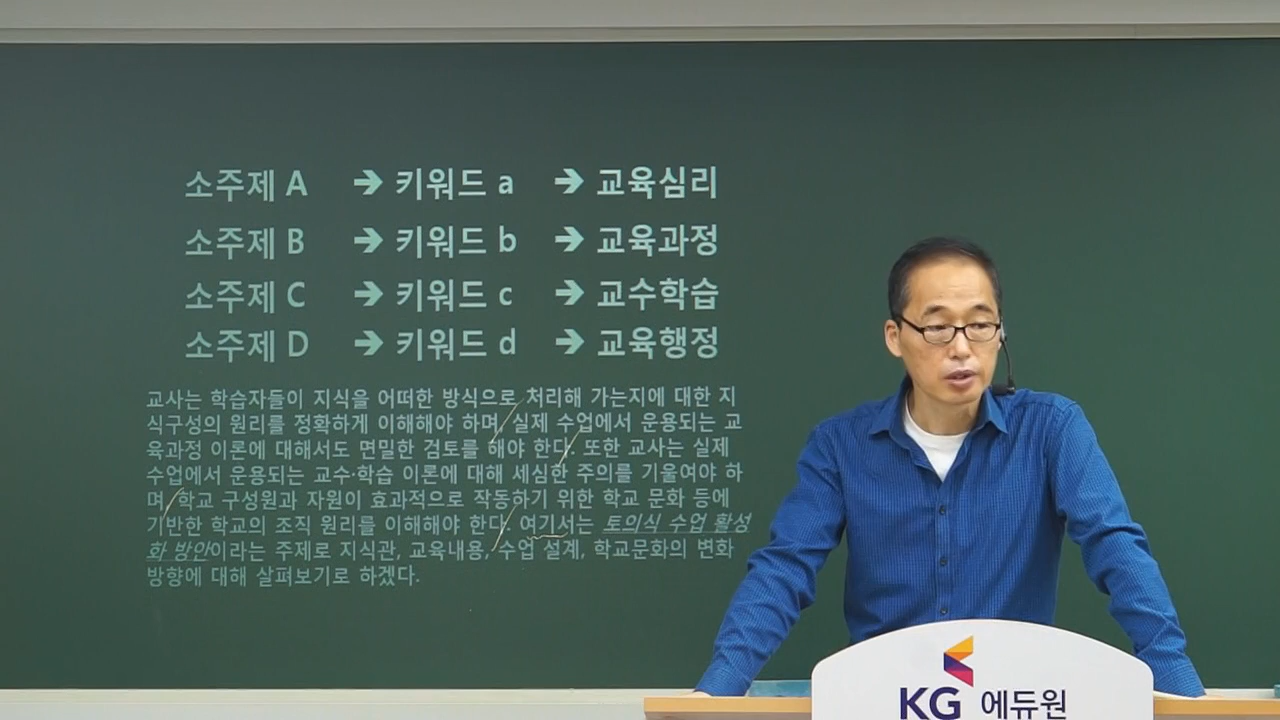 소주제 A ➔ 키워드 a ➔ 교육심리
소주제 B ➔ 키워드 b ➔ 교육과정
소주제 C ➔ 키워드 c ➔ 교수학습
소주제 D ➔ 키워드 d ➔ 교육행정
교사는 학습자들이 지식을 어떠한 방식으로 처리해 가는지에 대한 지
식구성의 원리를 정확하게 이해해야 하며, 실제 수업에서 운용되는 교
육과정 이론에 대해서도 면밀한 검토를 해야 한다. 또한 교사는 실제
수업에서 운용되는 교수·학습 이론에 대해 세심한 주의를 기울여야 하
며, 학교 구성원과 자원이 효과적으로 작동하기 위한 학교 문화 등에
기반한 학교의 조직 원리를 이해해야 한다. 여기서는 토의식 수업 활성
화 방안이라는 주제로 지식관, 교육내용, 수업 설계, 학교문화의 변화
방향에 대해 살펴보기로 하겠다.
KG 에듀원